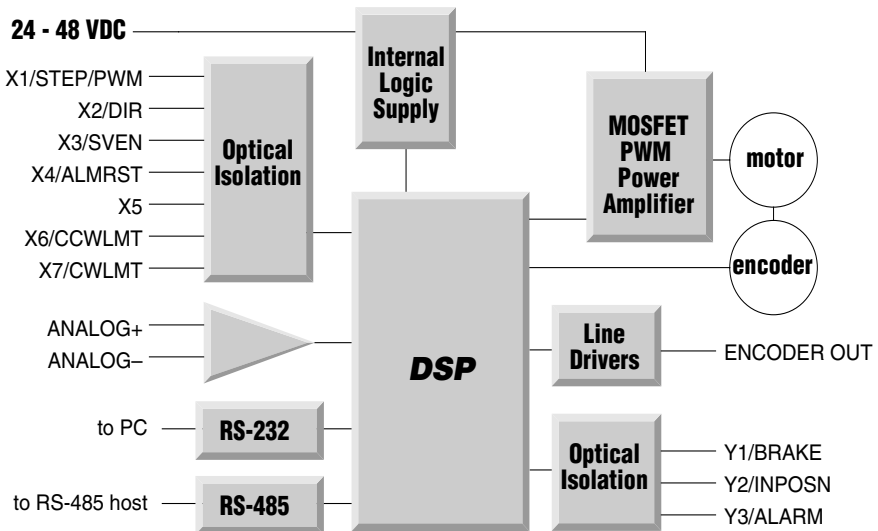 24 - 48 VDC
X1/STEP/PWM
X2/DIR
X3/SVEN
X4/ALMRST
X5
X6/CCWLMT
X7/CWLMT
Optical
Isolation
Internal
Logic
Supply
MOSFET
PWM
Power
Amplifier
motor
encoder
ANALOG+
ANALOG–
DSP
Line
Drivers
ENCODER OUT
to PC
RS-232
to RS-485 host
RS-485
Optical
Isolation
Y1/BRAKE
Y2/INPOSN
Y3/ALARM